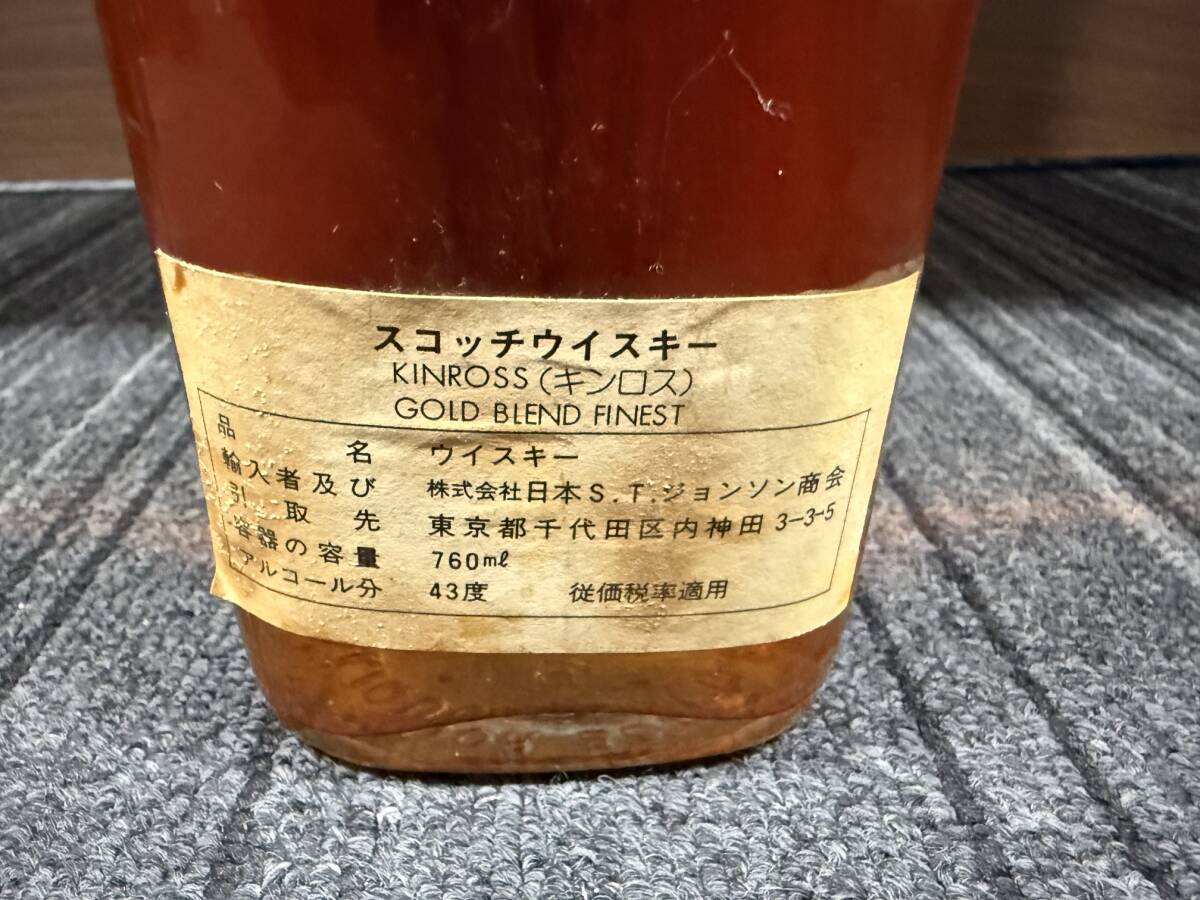 スコッチウイスキー
KINROSS(キンロス)
GOLD BLEND FINEST
品名 ウイスキー
輸入者及び 株式会社日本S.T.ジョンソン商会
引取先 東京都千代田区内神田3-3-5
容器の容量 760ml
アルコール分 43度 従価税率適用